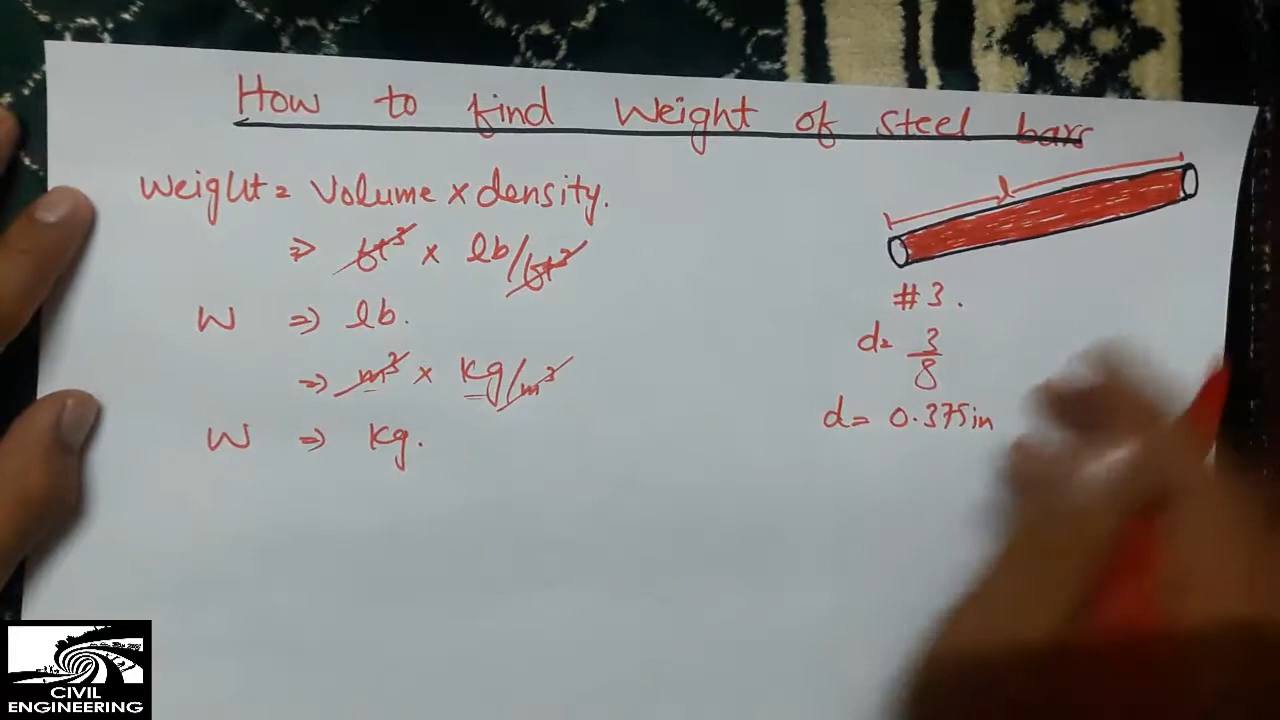 How to find Weight of steel bars
Weight = Volume x density.
⇒ ft³ x lb/ft³
W ⇒ lb.
⇒ m³ x kg/m³
W ⇒ kg.
#3.
d= 3/8
d= 0.375in
CIVIL
ENGINEERING